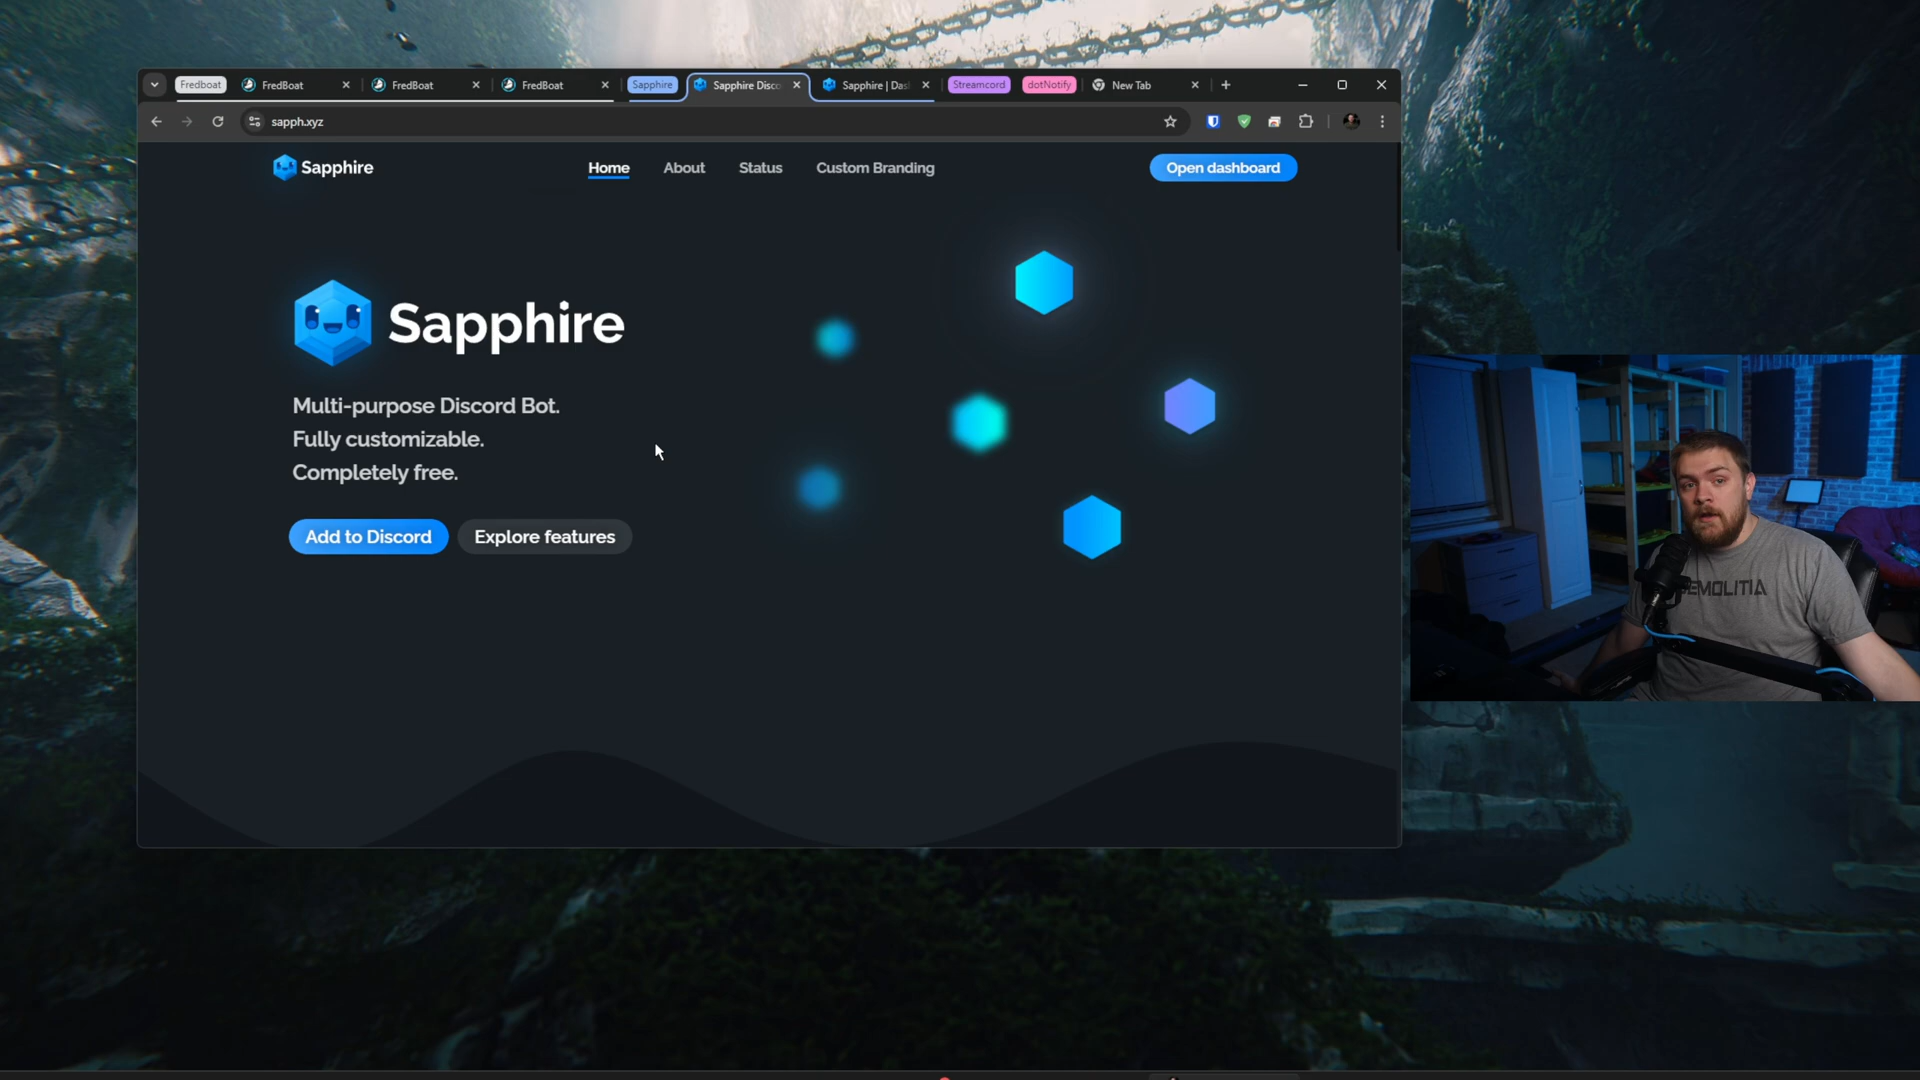 Fredboat
FredBoat
FredBoat
FredBoat
Sapphire
Sapphire Disco
Sapphire | Das
Streamcord
dotNotify
New Tab
sapph.xyz
Sapphire
Home
About
Status
Custom Branding
Open dashboard
Sapphire
Multi-purpose Discord Bot.
Fully customizable.
Completely free.
Add to Discord
Explore features
EMOLITIA